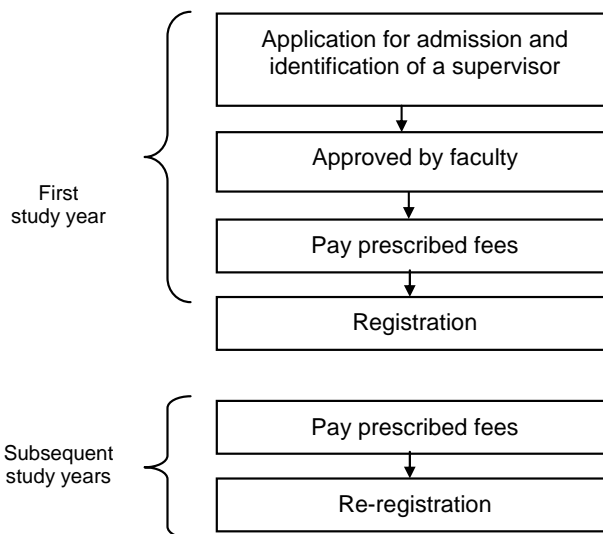 Application for admission and
identification of a supervisor
Approved by faculty
First
study year
Pay prescribed fees
Registration
Pay prescribed fees
Subsequent
study years
Re-registration